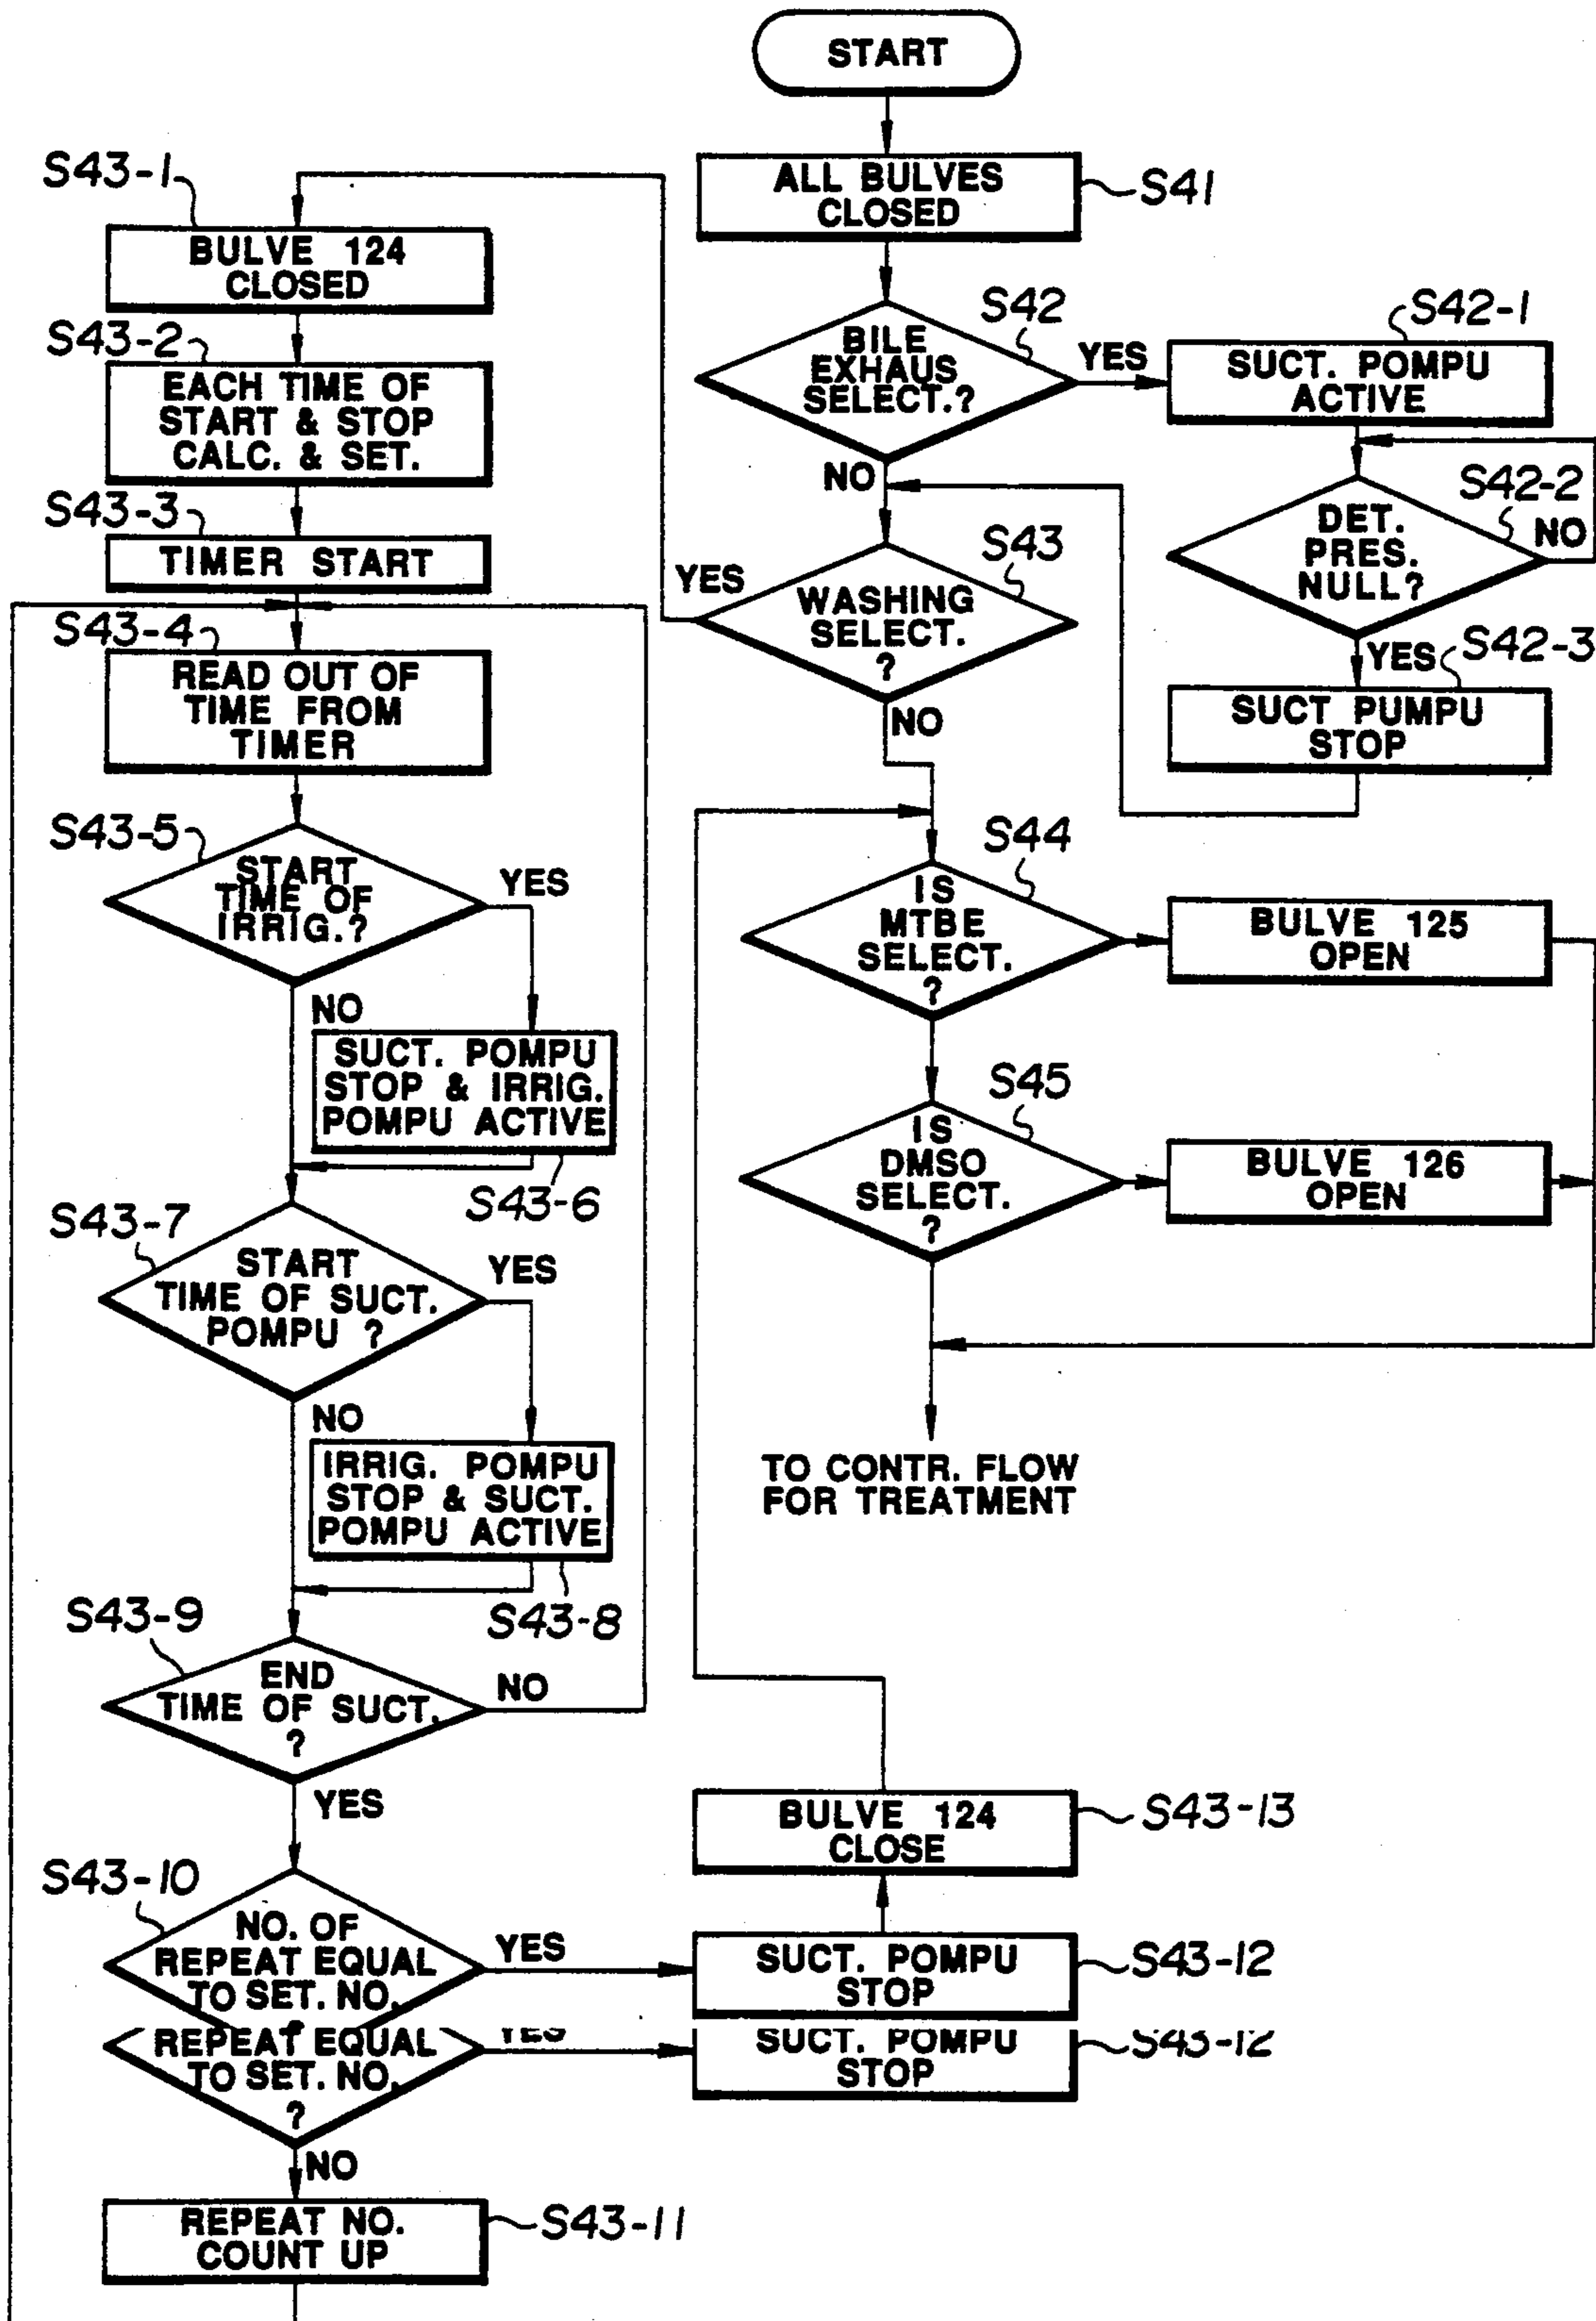 START
ALL BULVES
CLOSED
S41
BILE
EXHAUS
SELECT.?
S42
YES
NO
SUCT. POMPU
ACTIVE
S42-1
DET.
PRES.
NULL?
S42-2
NO
YES
S42-3
SUCT PUMPU
STOP
WASHING
SELECT.
?
S43
YES
NO
S43-1
BULVE 124
CLOSED
S43-2
EACH TIME OF
START & STOP
CALC. & SET.
S43-3
TIMER START
S43-4
READ OUT OF
TIME FROM
TIMER
S43-5
START
TIME OF
IRRIG.?
YES
NO
SUCT. POMPU
STOP & IRRIG.
POMPU ACTIVE
S43-6
S43-7
START
TIME OF SUCT.
POMPU ?
YES
NO
IRRIG. POMPU
STOP & SUCT.
POMPU ACTIVE
S43-8
S43-9
END
TIME OF SUCT.
?
NO
YES
S43-10
NO. OF
REPEAT EQUAL
TO SET. NO.
YES
SUCT. POMPU
STOP
S43-12
REPEAT EQUAL
TO SET. NO.
?
YES
SUCT. POMPU
STOP
S43-12
NO
REPEAT NO.
COUNT UP
S43-11
BULVE 124
CLOSE
S43-13
S44
IS
MTBE
SELECT.
?
BULVE 125
OPEN
S45
IS
DMSO
SELECT.
?
BULVE 126
OPEN
TO CONTR. FLOW
FOR TREATMENT